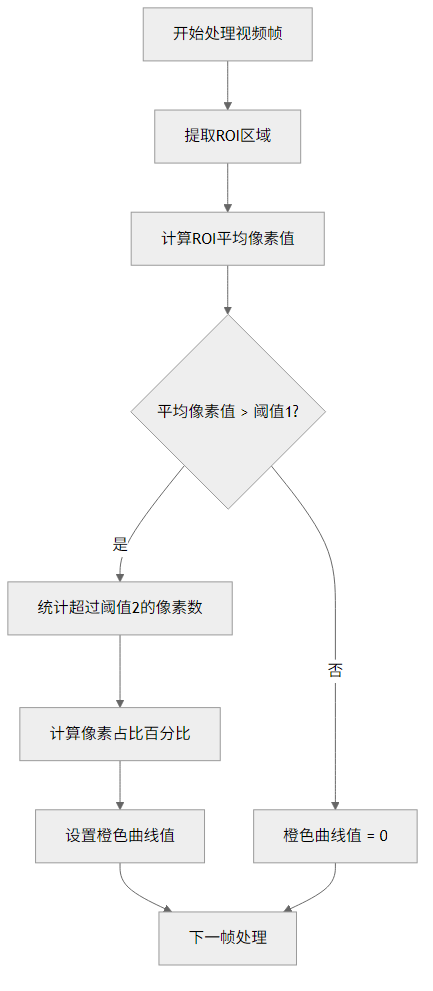 开始处理视频帧
提取ROI区域
计算ROI平均像素值
平均像素值 > 阈值1?
是
统计超过阈值2的像素数
否
计算像素占比百分比
设置橙色曲线值
橙色曲线值 = 0
下一帧处理